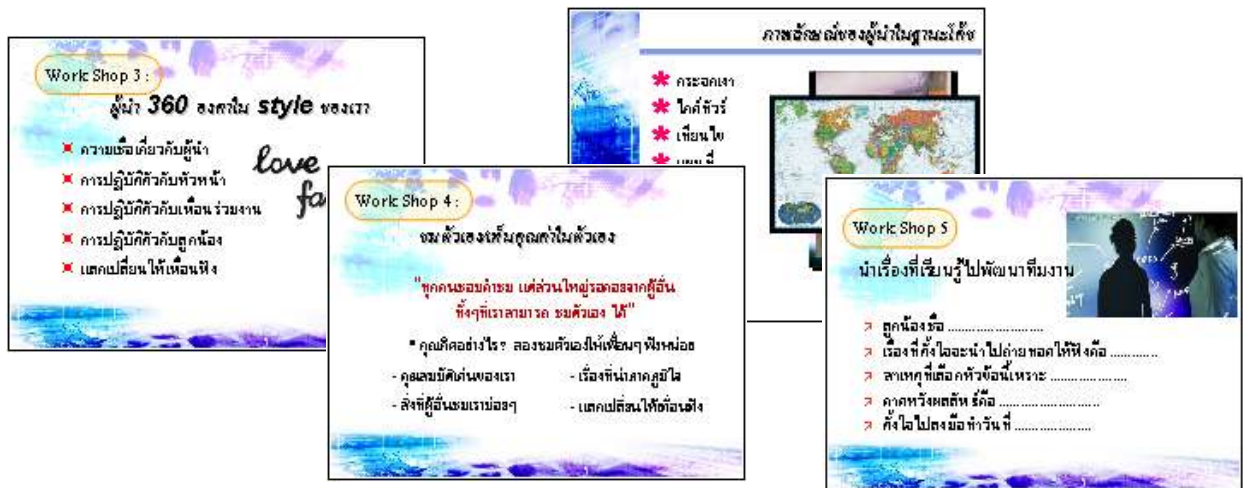 Work Shop 3 :
ผู้นำ 360 องศาใน style ของเรา
ความเชื่อเกี่ยวกับผู้นำ
การปฏิบัติตัวกับหัวหน้า
การปฏิบัติตัวกับเพื่อนร่วมงาน
การปฏิบัติตัวกับลูกน้อง
แลกเปลี่ยนให้เพื่อนฟัง
love
fa
ภาพลักษณ์ของผู้นำในฐานะโค้ช
กระจกเงา
ไกด์ทัวร์
เทียนไข
แผนที่
Work Shop 4 :
ชมตัวเองเห็นคุณค่าในตัวเอง
"ทุกคนชอบคำชม แต่ส่วนใหญ่รอคอยจากผู้อื่น
ทั้งๆที่เราสามารถ ชมตัวเอง ได้"
คุณคิดอย่างไร? ลองชมตัวเองให้เพื่อนๆ ฟังหน่อย
- คุณสมบัติเด่นของเรา
- เรื่องที่น่าภาคภูมิใจ
- สิ่งที่ผู้อื่นชมเราบ่อยๆ
- แลกเปลี่ยนให้เพื่อนฟัง
Work Shop 5
นำเรื่องที่เรียนรู้ไปพัฒนาทีมงาน
ลูกน้องชื่อ .........................
เรื่องที่ตั้งใจจะนำไปถ่ายทอดให้ฟังคือ ............
สาเหตุที่เลือกหัวข้อนี้เพราะ ....................
คาดหวังผลลัพธ์คือ ..........................
ตั้งใจไปลงมือทำวันที่ ....................